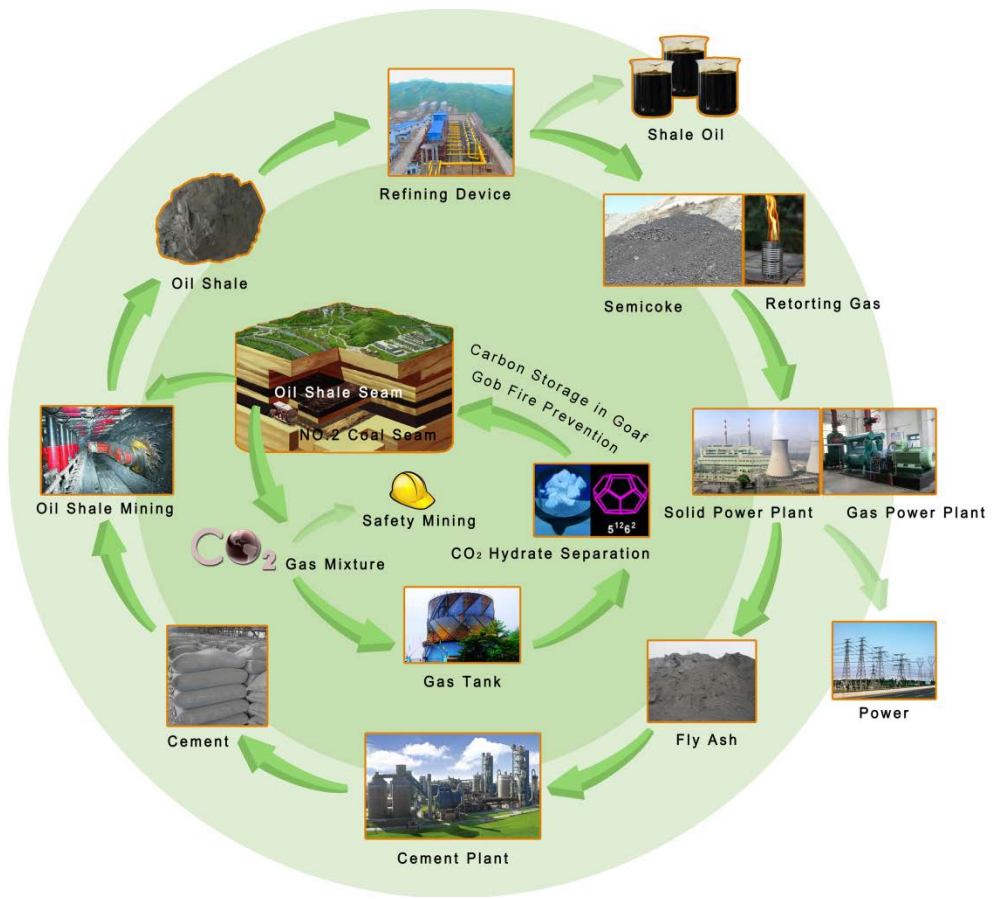 Shale Oil
Refining Device
Oil Shale
Semicoke
Retorting Gas
Carbon Storage in Goaf
Gob Fire Prevention
Oil Shale Seam
NO.2 Coal Seam
Oil Shale Mining
Safety Mining
5¹²6²
Solid Power Plant
Gas Power Plant
CO₂ Hydrate Separation
CO2
Gas Mixture
Gas Tank
Cement
Fly Ash
Power
Cement Plant